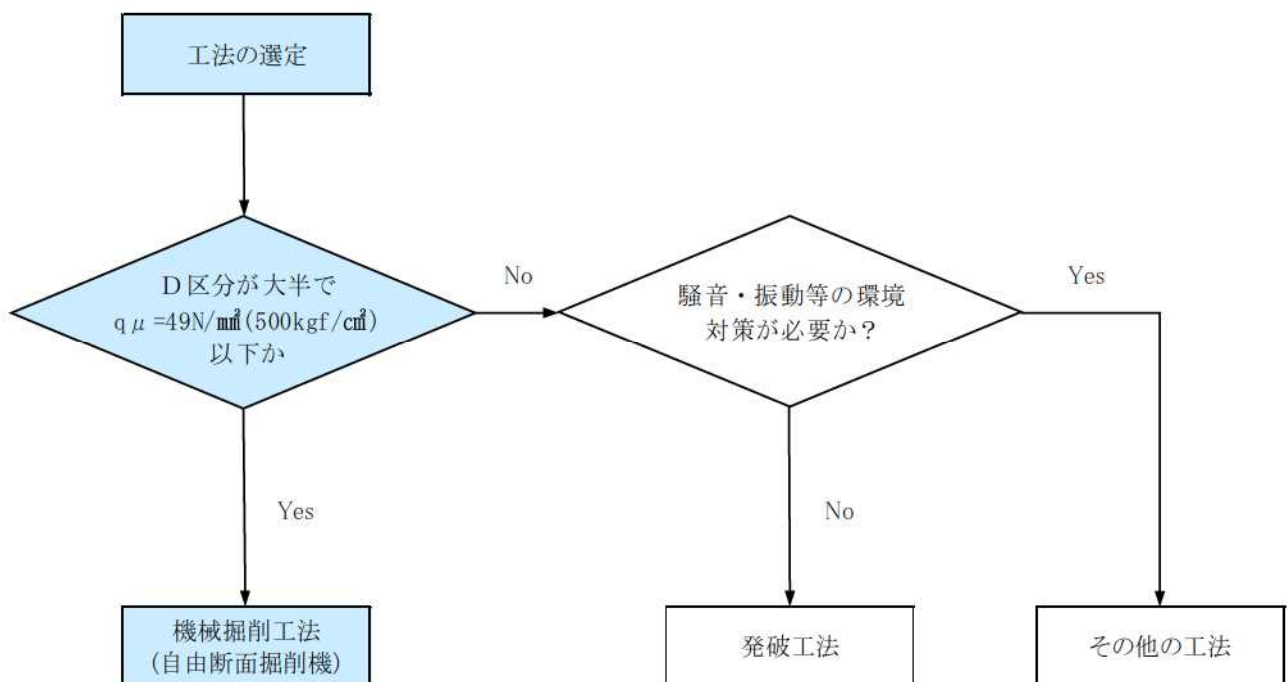 工法の選定
D区分が大半で
qμ=49N/㎟(500kgf/㎠)
以下か
No
騒音・振動等の環境
対策が必要か?
Yes
Yes
No
機械掘削工法
(自由断面掘削機)
発破工法
その他の工法